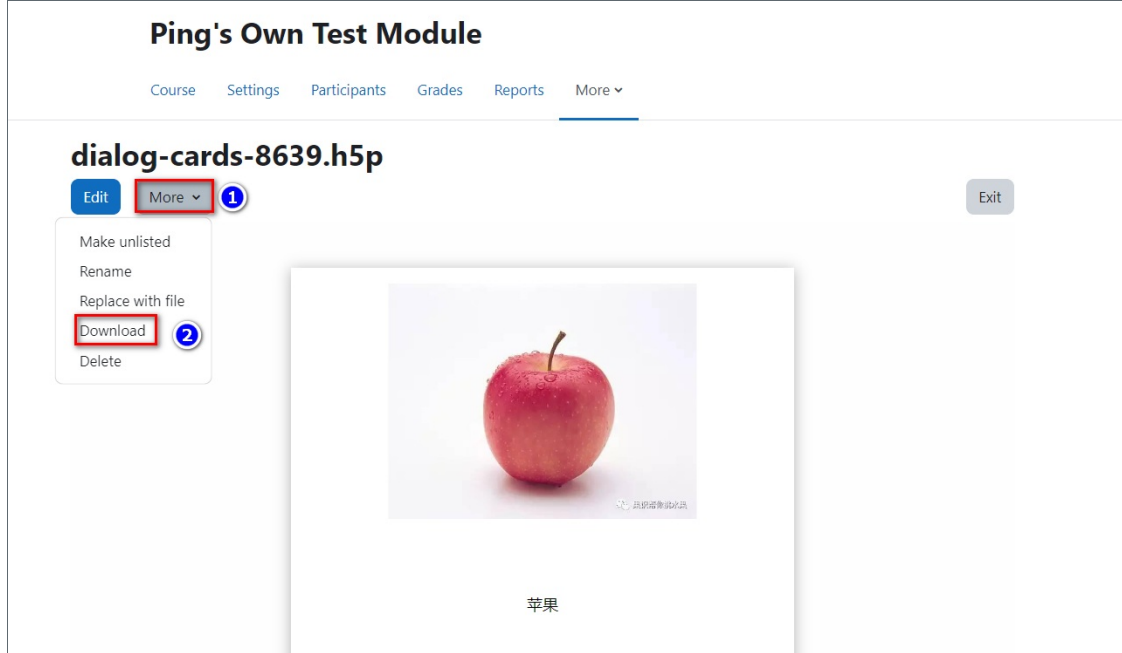 Ping's Own Test Module
Course Settings Participants Grades Reports More
dialog-cards-8639.h5p
Edit More 1 Exit
Make unlisted
Rename
Replace with file
Download 2
Delete
苹果